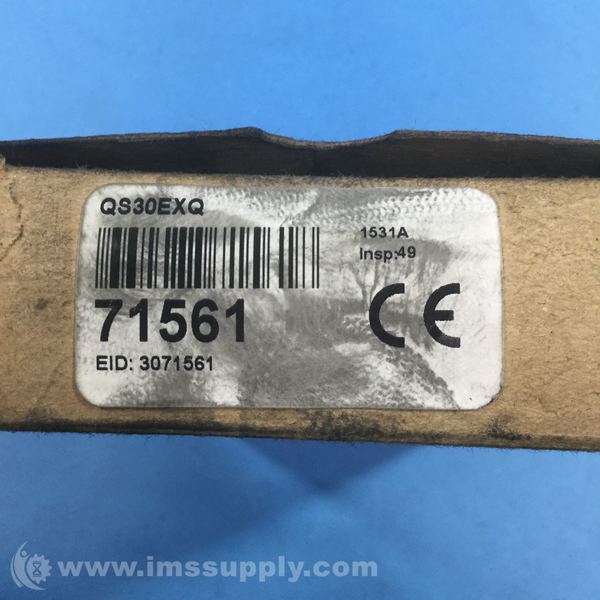 QS30EXQ
1531A
Insp:49
71561
CE
EID: 3071561
www.imssupply.com